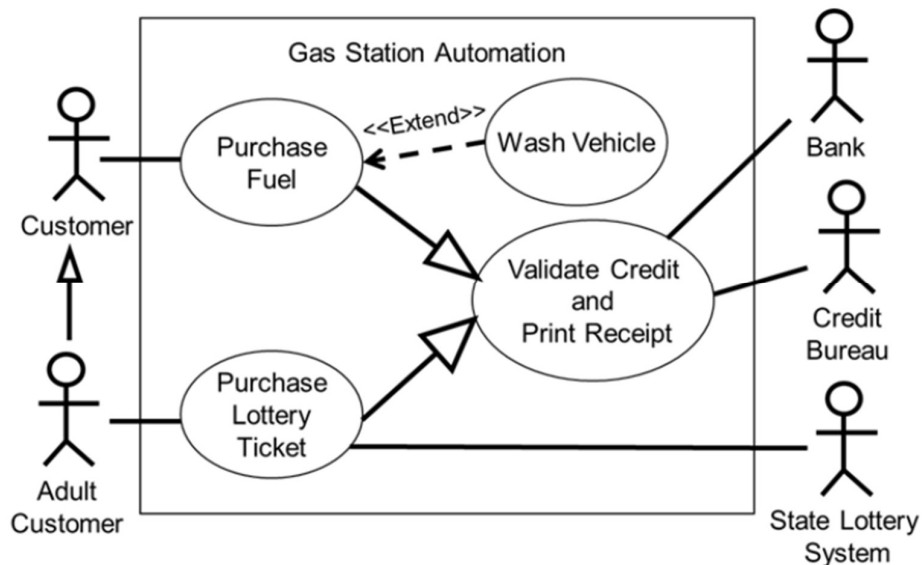 Gas Station Automation
Customer
Purchase
Fuel
<<Extend>>
Wash Vehicle
Bank
Validate Credit
and
Print Receipt
Credit
Bureau
Adult
Customer
Purchase
Lottery
Ticket
State Lottery
System